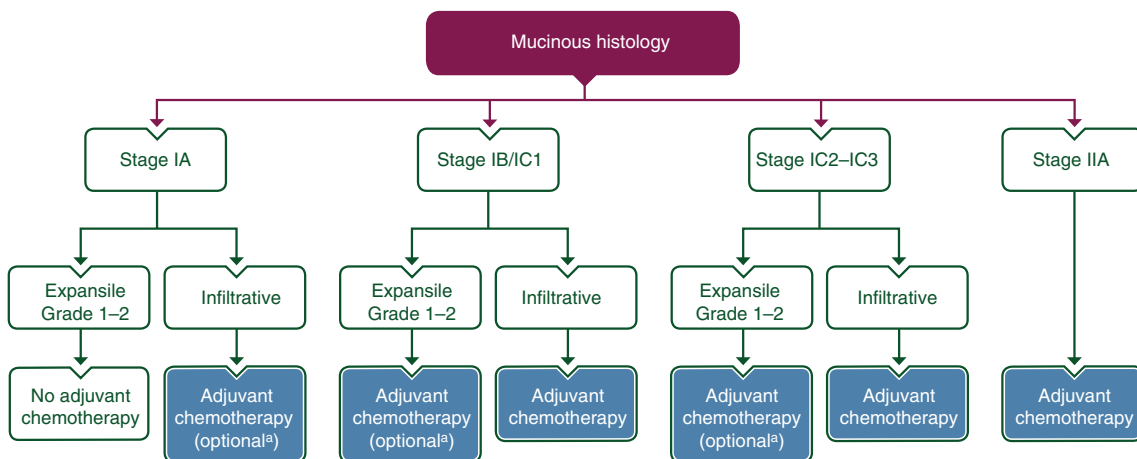 Mucinous histology
Stage IA
Stage IB/IC1
Stage IC2–IC3
Stage IIA
Expansile
Grade 1–2
Infiltrative
Expansile
Grade 1–2
Infiltrative
Expansile
Grade 1–2
Infiltrative
No adjuvant
chemotherapy
Adjuvant
chemotherapy
(optionalᵃ)
Adjuvant
chemotherapy
(optionalᵃ)
Adjuvant
chemotherapy
Adjuvant
chemotherapy
(optionalᵃ)
Adjuvant
chemotherapy
Adjuvant
chemotherapy